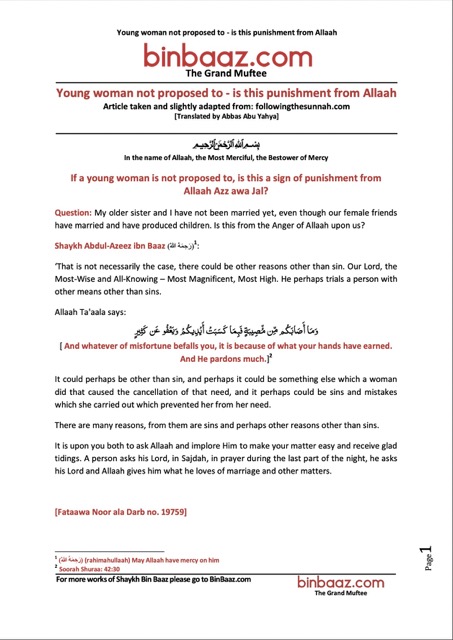 Young woman not proposed to - is this punishment from Allaah
binbaaz.com
The Grand Muftee
Young woman not proposed to - is this punishment from Allaah
Article taken and slightly adapted from: followingthesunnah.com
[Translated by Abbas Abu Yahya]
بِسْمِ اللهِ الرَّحْمٰنِ الرَّحِيْمِ
In the name of Allaah, the Most Merciful, the Bestower of Mercy
If a young woman is not proposed to, is this a sign of punishment from
Allaah Azz awa Jal?
Question: My older sister and I have not been married yet, even though our female friends
have married and have produced children. Is this from the Anger of Allaah upon us?
Shaykh Abdul-Azeez ibn Baaz (رَحِمَهُ اللهُ)1:
‘That is not necessarily the case, there could be other reasons other than sin. Our Lord, the
Most-Wise and All-Knowing – Most Magnificent, Most High. He perhaps trials a person with
other means other than sins.
Allaah Ta'aala says:
وَمَا أَصَابَكُم مِّن مُّصِيبَةٍ فَبِمَا كَسَبَتْ أَيْدِيكُمْ وَيَعْفُو عَن كَثِيرٍ
[ And whatever of misfortune befalls you, it is because of what your hands have earned.
And He pardons much.]2
It could perhaps be other than sin, and perhaps it could be something else which a woman
did that caused the cancellation of that need, and it perhaps could be sins and mistakes
which she carried out which prevented her from her need.
There are many reasons, from them are sins and perhaps other reasons other than sins.
It is upon you both to ask Allaah and implore Him to make your matter easy and receive glad
tidings. A person asks his Lord, in Sajdah, in prayer during the last part of the night, he asks
his Lord and Allaah gives him what he loves of marriage and other matters.
[Fataawa Noor ala Darb no. 19759]
1 (رَحِمَهُ اللهُ) (rahimahullaah) May Allaah have mercy on him
2 Soorah Shuraa: 42:30
Page1
For more works of Shaykh Bin Baaz please go to BinBaaz.com
binbaaz.com
The Grand Muftee